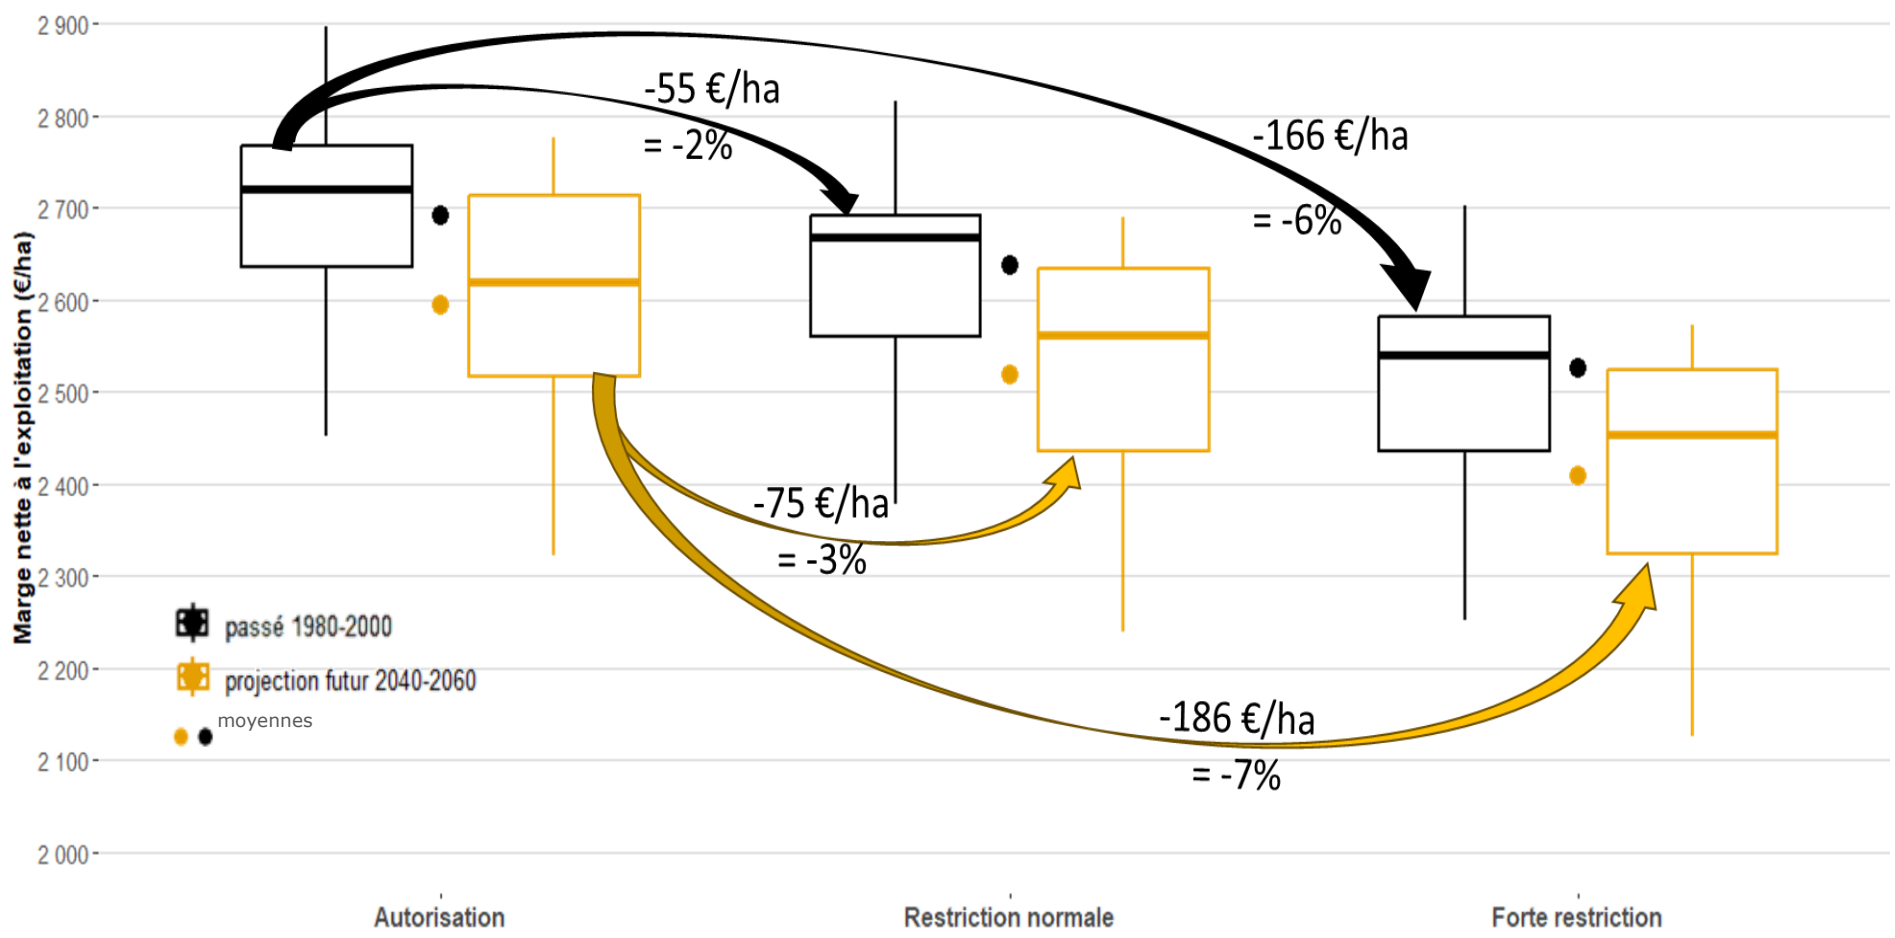 2 900
2 800
2 700
2 600
2 500
2 400
2 300
2 200
2 100
2 000
Marge nette à l'exploitation (€/ha)
-55 €/ha
= -2%
-166 €/ha
= -6%
-75 €/ha
= -3%
-186 €/ha
= -7%
passé 1980-2000
projection futur 2040-2060
moyennes
Autorisation
Restriction normale
Forte restriction